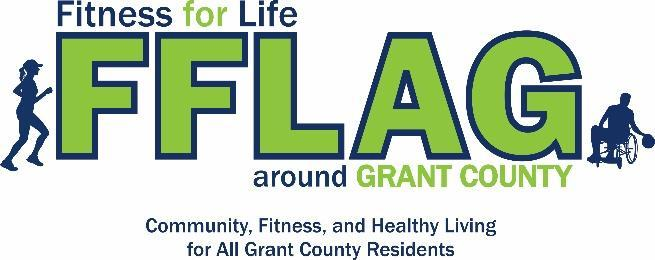 Fitness for Life
FFLAG
around GRANT COUNTY
Community, Fitness, and Healthy Living
for All Grant County Residents